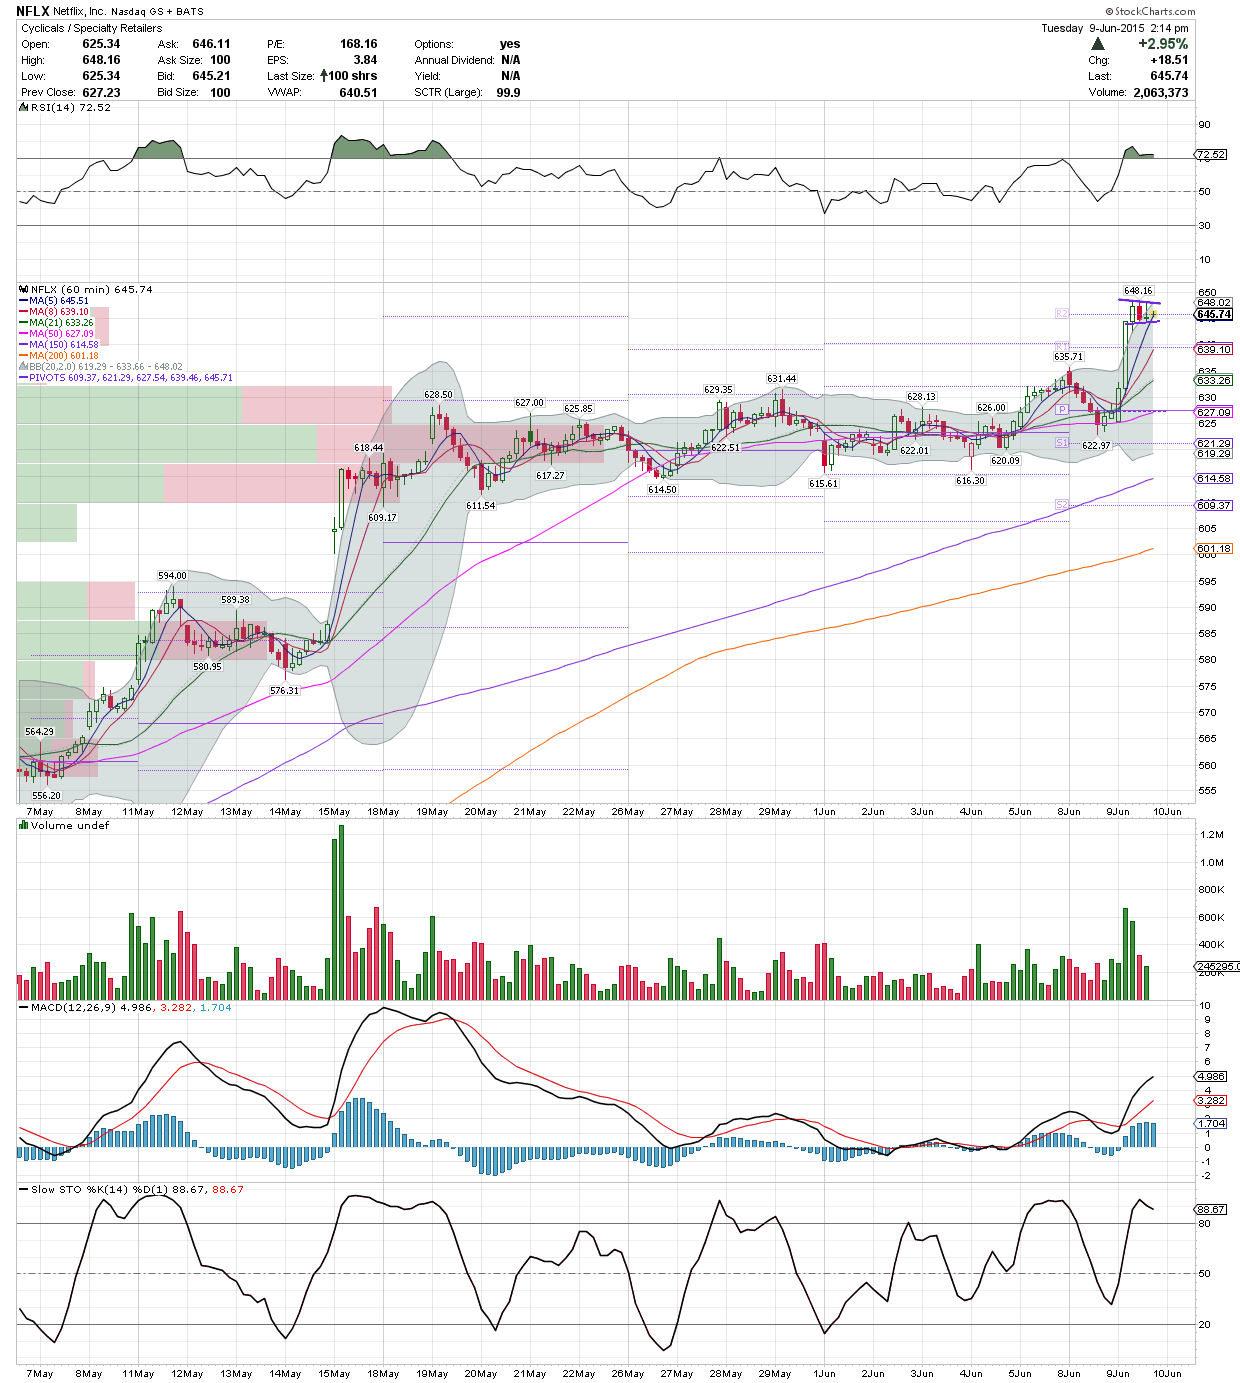 NFLX Netflix, Inc. Nasdaq GS + BATS
© StockCharts.com
Cyclicals / Specialty Retailers
Tuesday 9-Jun-2015 2:14 pm
Open: 625.34 Ask: 646.11 P/E: 168.16 Options: yes +2.95%
High: 648.16 Ask Size: 100 EPS: 3.84 Annual Dividend: N/A Chg: +18.51
Low: 625.34 Bid: 645.21 Last Size: 100 shrs Yield: N/A Last: 645.74
Prev Close: 627.23 Bid Size: 100 VWAP: 640.51 SCTR (Large): 99.9 Volume: 2,063,373
RSI(14) 72.52
90
72.52
50
30
10
NFLX (60 min) 645.74
MA(5) 645.51
MA(8) 639.10
MA(21) 633.26
MA(50) 627.09
MA(150) 614.58
MA(200) 601.18
BB(20,2.0) 619.29 - 633.66 - 648.02
PIVOTS 609.37, 621.29, 627.54, 639.46, 645.71
648.16
R2
R1
635.71
P
S1
622.97
S2
564.29
556.20
594.00
580.95
589.38
576.31
618.44
609.17
628.50
611.54
627.00
617.27
625.85
614.50
629.35
622.51
631.44
615.61
628.13
622.01
616.30
626.00
620.09
650
648.02
645.74
639.10
635
633.26
630
627.09
625
621.29
619.29
614.58
609.37
605
601.18
595
590
585
580
575
570
565
560
555
7May 8May 11May 12May 13May 14May 15May 18May 19May 20May 21May 22May 26May 27May 28May 29May 1Jun 2Jun 3Jun 4Jun 5Jun 8Jun 9Jun 10Jun
Volume undef
1.2M
1.0M
800K
600K
400K
245295.0
MACD(12,26,9) 4.986, 3.282, 1.704
10
9
8
7
6
4.986
4
3.282
1.704
1
0
-1
-2
Slow STO %K(14) %D(1) 88.67, 88.67
88.67
80
50
20
7May 8May 11May 12May 13May 14May 15May 18May 19May 20May 21May 22May 26May 27May 28May 29May 1Jun 2Jun 3Jun 4Jun 5Jun 8Jun 9Jun 10Jun